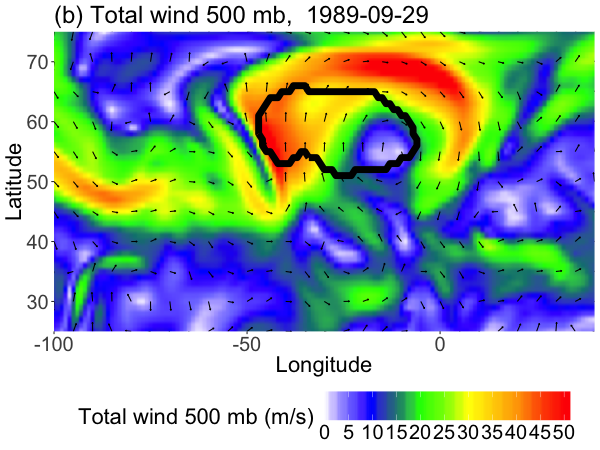 (b) Total wind 500 mb,  1989-09-29
Latitude
70
60
50
40
30
-100 -50 0
Longitude
Total wind 500 mb (m/s)
0 5 10 15 20 25 30 35 40 45 50